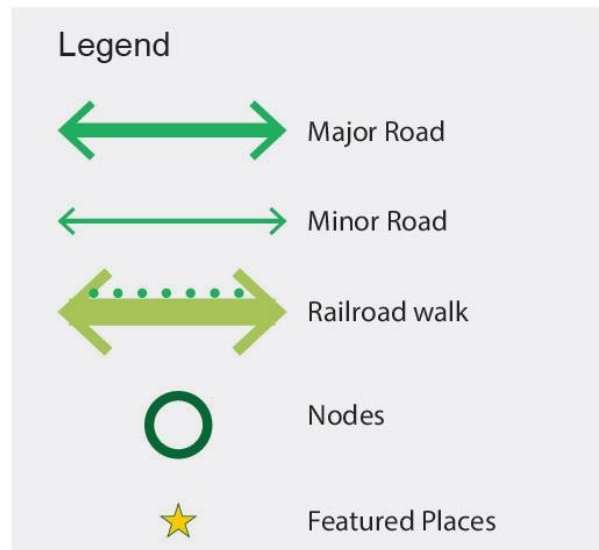 Legend
Major Road
Minor Road
Railroad walk
Nodes
Featured Places